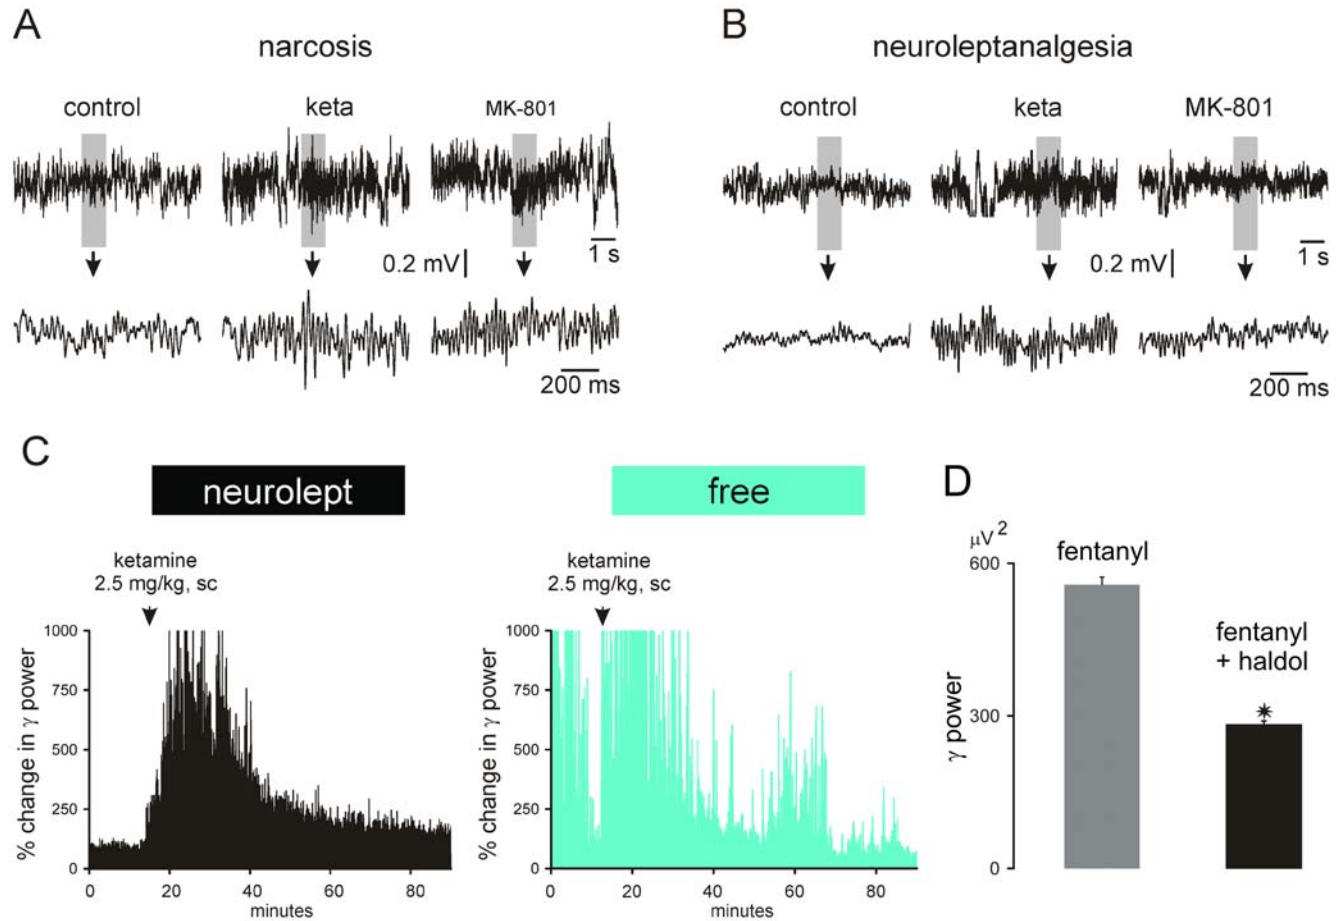 A
narcosis
control
keta
MK-801
1 s
0.2 mV
200 ms
B
neuroleptanalgesia
control
keta
MK-801
1 s
0.2 mV
200 ms
C
neurolept
ketamine
2.5 mg/kg, sc
% change in γ power
1000
750
500
250
0
0 20 40 60 80
minutes
free
ketamine
2.5 mg/kg, sc
% change in γ power
1000
750
500
250
0
0 20 40 60 80
minutes
D
μV²
600
300
0
γ power
fentanyl
fentanyl
+ haldol
✷